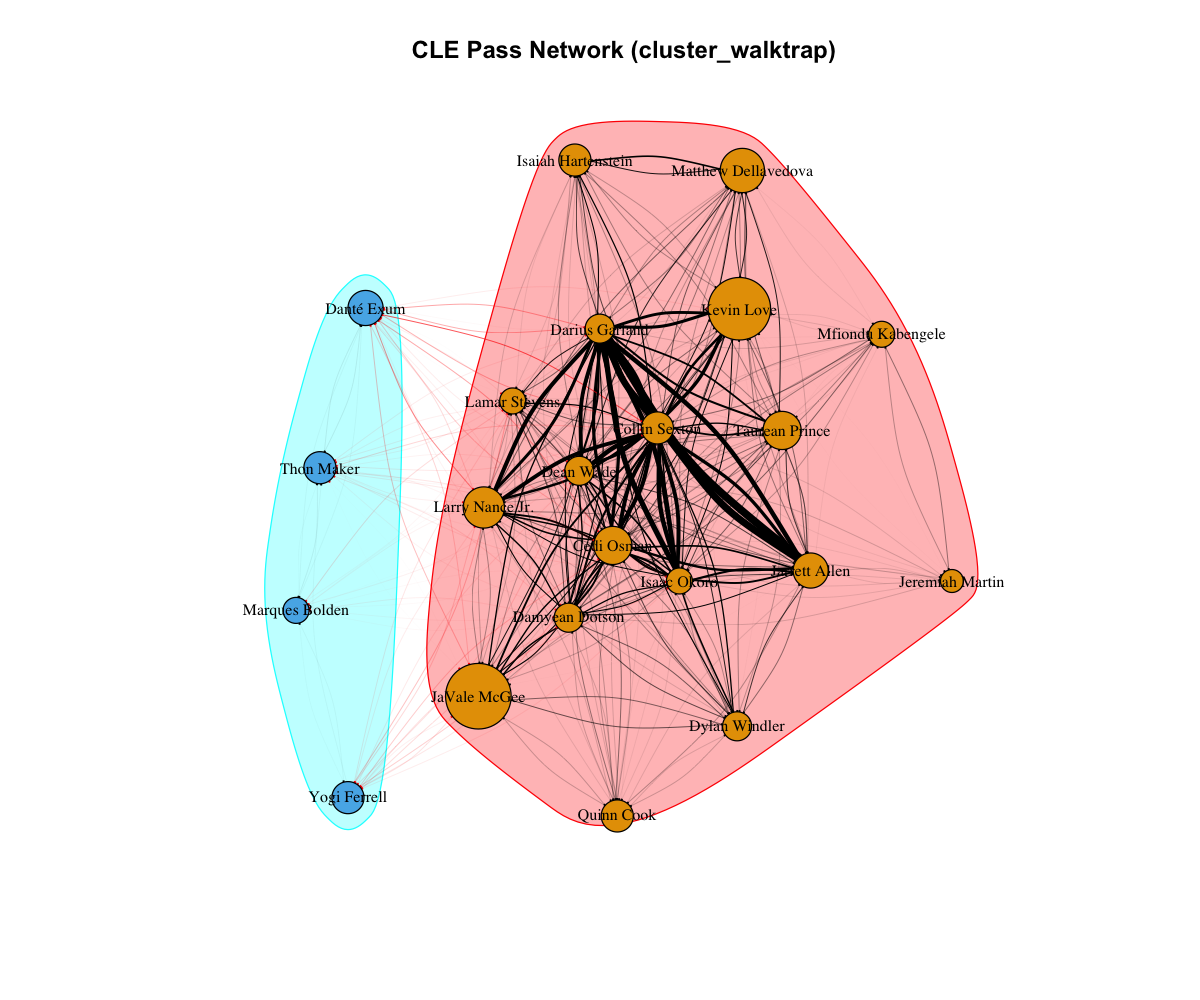 CLE Pass Network (cluster_walktrap)
Isaiah Hartenstein
Matthew Dellavedova
Danté Exum
Kevin Love
Darius Garland
Mfiondu Kabengele
Lamar Stevens
Collin Sexton
Taurean Prince
Thon Maker
Dean Wade
Larry Nance Jr.
Cedi Osman
Jarrett Allen
Isaac Okoro
Jeremiah Martin
Marques Bolden
Damyean Dotson
JaVale McGee
Dylan Windler
Yogi Ferrell
Quinn Cook